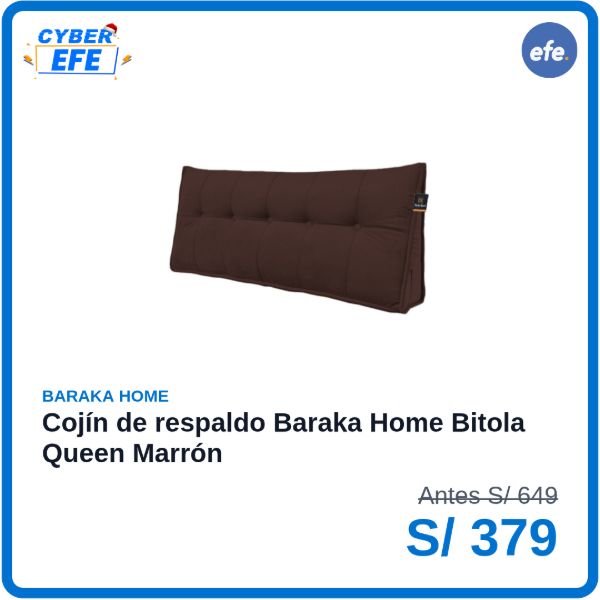 CYBER
EFE
efe.
BARAKA HOME
Cojín de respaldo Baraka Home Bitola
Queen Marrón
Antes S/ 649
S/ 379